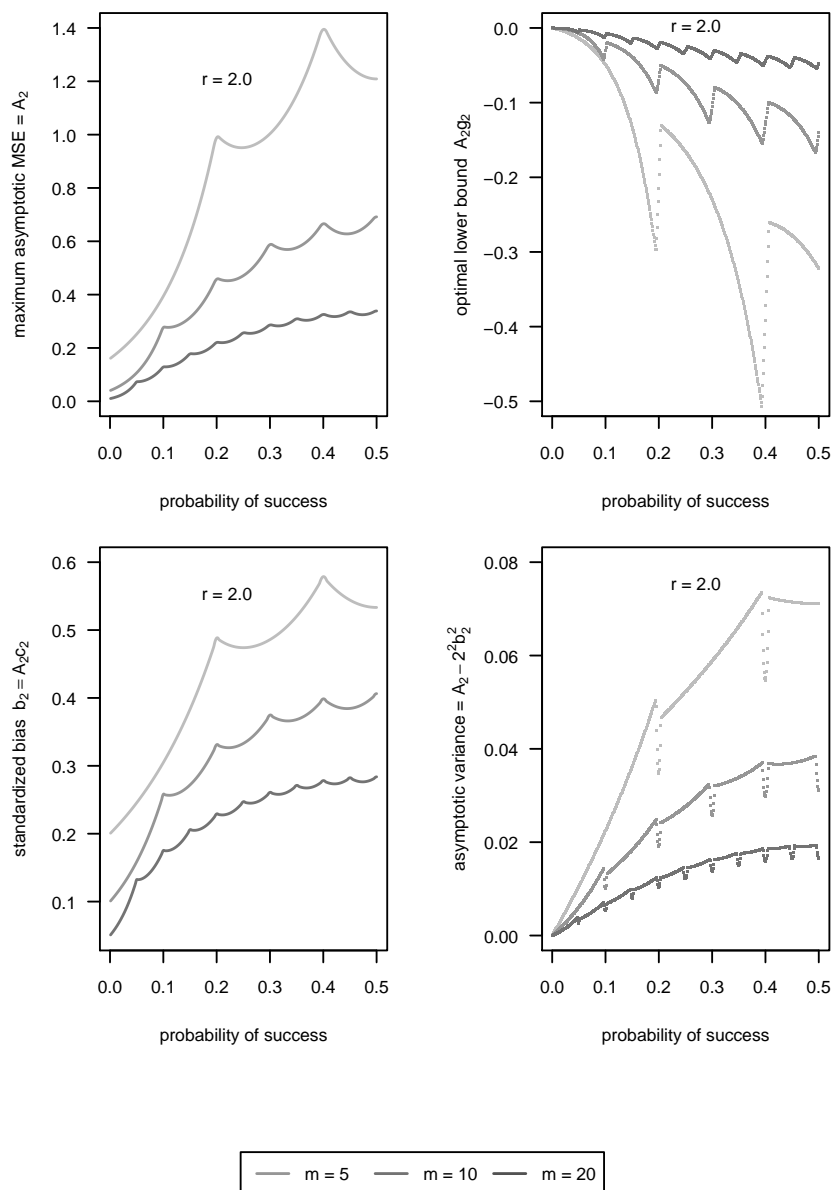 maximum asymptotic MSE = A₂
1.4
1.2
1.0
0.8
0.6
0.4
0.2
0.0
r = 2.0
0.0 0.1 0.2 0.3 0.4 0.5
probability of success
optimal lower bound A₂g₂
0.0
−0.1
−0.2
−0.3
−0.4
−0.5
r = 2.0
0.0 0.1 0.2 0.3 0.4 0.5
probability of success
standardized bias b₂ = A₂c₂
0.6
0.5
0.4
0.3
0.2
0.1
r = 2.0
0.0 0.1 0.2 0.3 0.4 0.5
probability of success
asymptotic variance = A₂ − 2²b₂²
0.08
0.06
0.04
0.02
0.00
r = 2.0
0.0 0.1 0.2 0.3 0.4 0.5
probability of success
m = 5 m = 10 m = 20